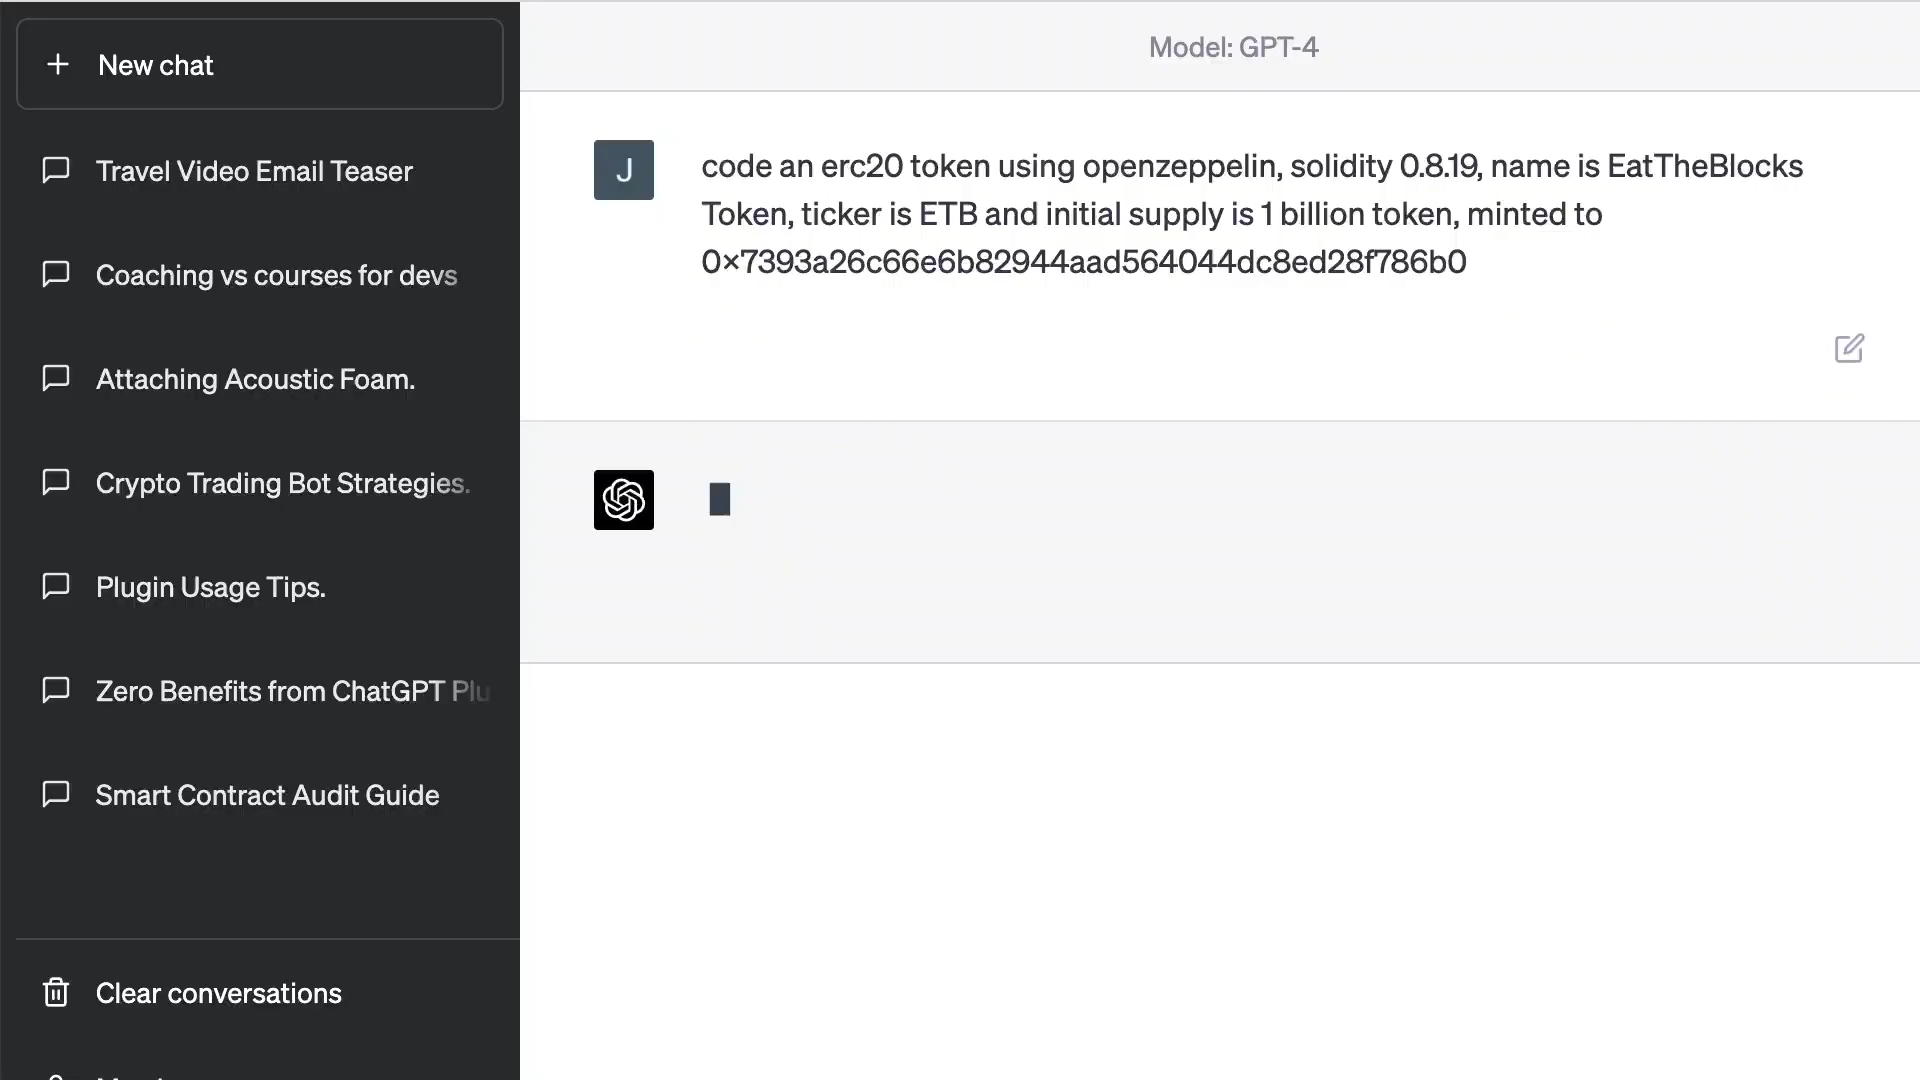 New chat
Travel Video Email Teaser
Coaching vs courses for devs
Attaching Acoustic Foam.
Crypto Trading Bot Strategies.
Plugin Usage Tips.
Zero Benefits from ChatGPT Plu
Smart Contract Audit Guide
Clear conversations
Model: GPT-4
J
code an erc20 token using openzeppelin, solidity 0.8.19, name is EatTheBlocks
Token, ticker is ETB and initial supply is 1 billion token, minted to
0x7393a26c66e6b82944aad564044dc8ed28f786b0